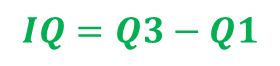 IQ = Q3 − Q1